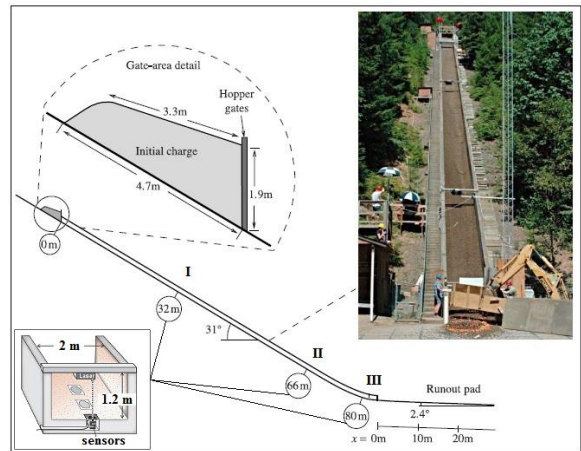 Gate-area detail
Hopper
gates
3.3m
Initial charge
1.9m
4.7m
0m
I
32m
31°
II
66m
III
80m
Runout pad
2.4°
x = 0m 10m 20m
2 m
1.2 m
sensors